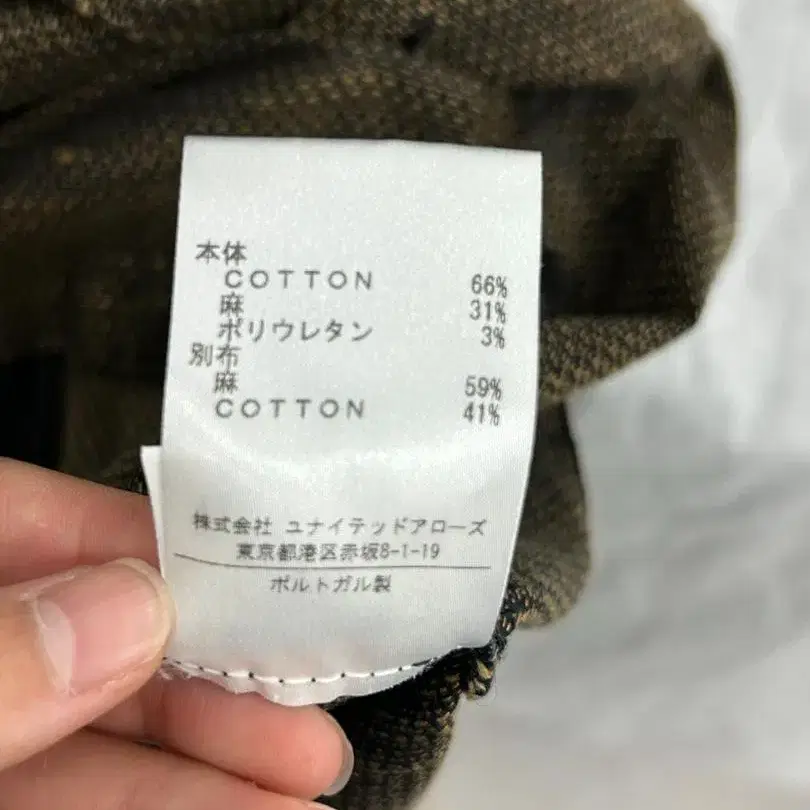 本体
COTTON 66%
麻 31%
ポリウレタン 3%
別布
麻 59%
COTTON 41%
株式会社 ユナイテッドアローズ
東京都港区赤坂8-1-19
ポルトガル製